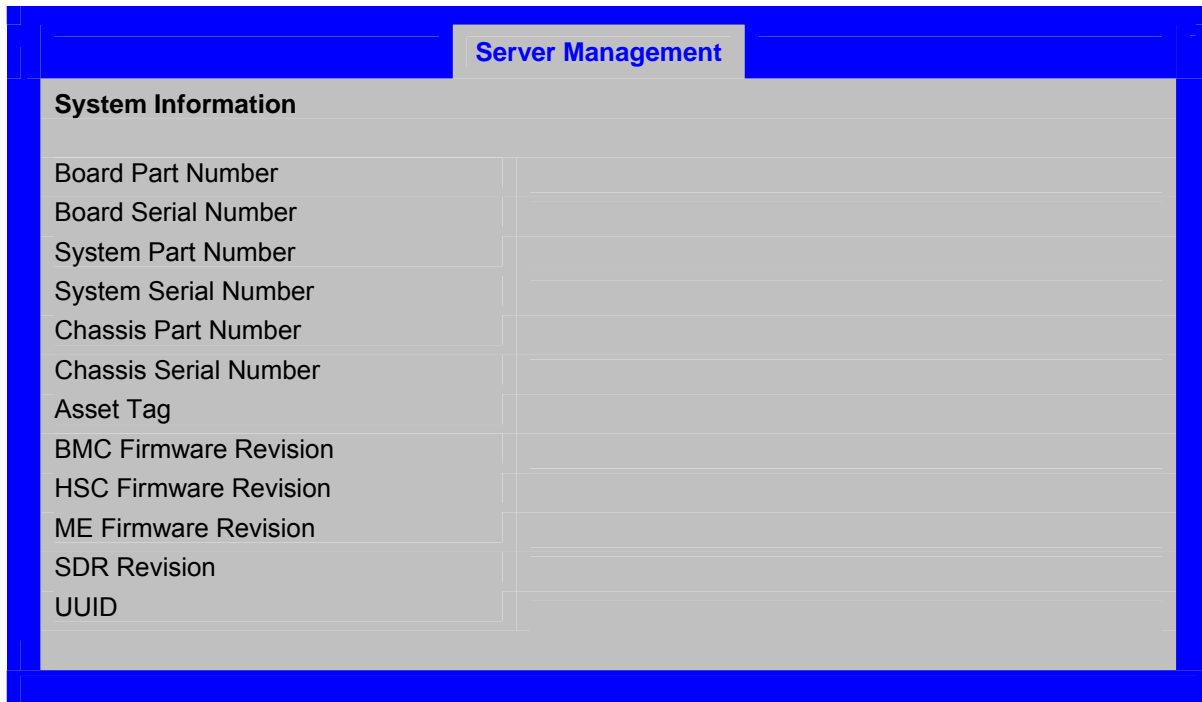 Server Management
System Information
Board Part Number
Board Serial Number
System Part Number
System Serial Number
Chassis Part Number
Chassis Serial Number
Asset Tag
BMC Firmware Revision
HSC Firmware Revision
ME Firmware Revision
SDR Revision
UUID